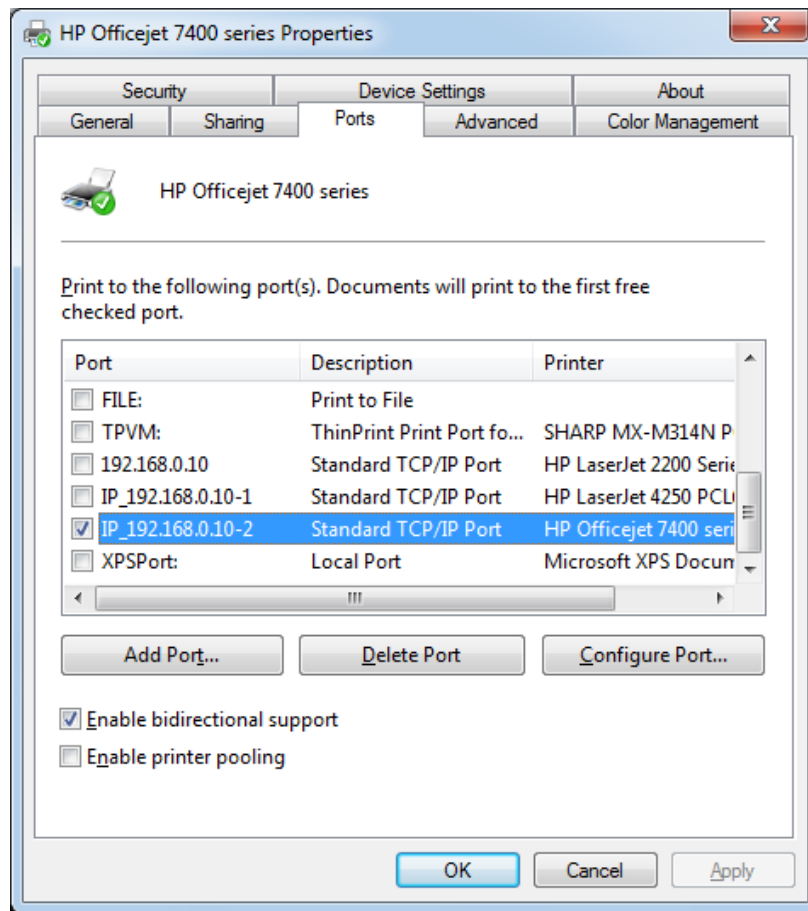 HP Officejet 7400 series Properties
Security Device Settings About
General Sharing Ports Advanced Color Management
HP Officejet 7400 series
Print to the following port(s). Documents will print to the first free
checked port.
Port Description Printer
FILE: Print to File
TPVM: ThinPrint Print Port fo... SHARP MX-M314N P
192.168.0.10 Standard TCP/IP Port HP LaserJet 2200 Serie
IP_192.168.0.10-1 Standard TCP/IP Port HP LaserJet 4250 PCL
IP_192.168.0.10-2 Standard TCP/IP Port HP Officejet 7400 seri
XPSPort: Local Port Microsoft XPS Docum
Add Port... Delete Port Configure Port...
Enable bidirectional support
Enable printer pooling
OK Cancel Apply